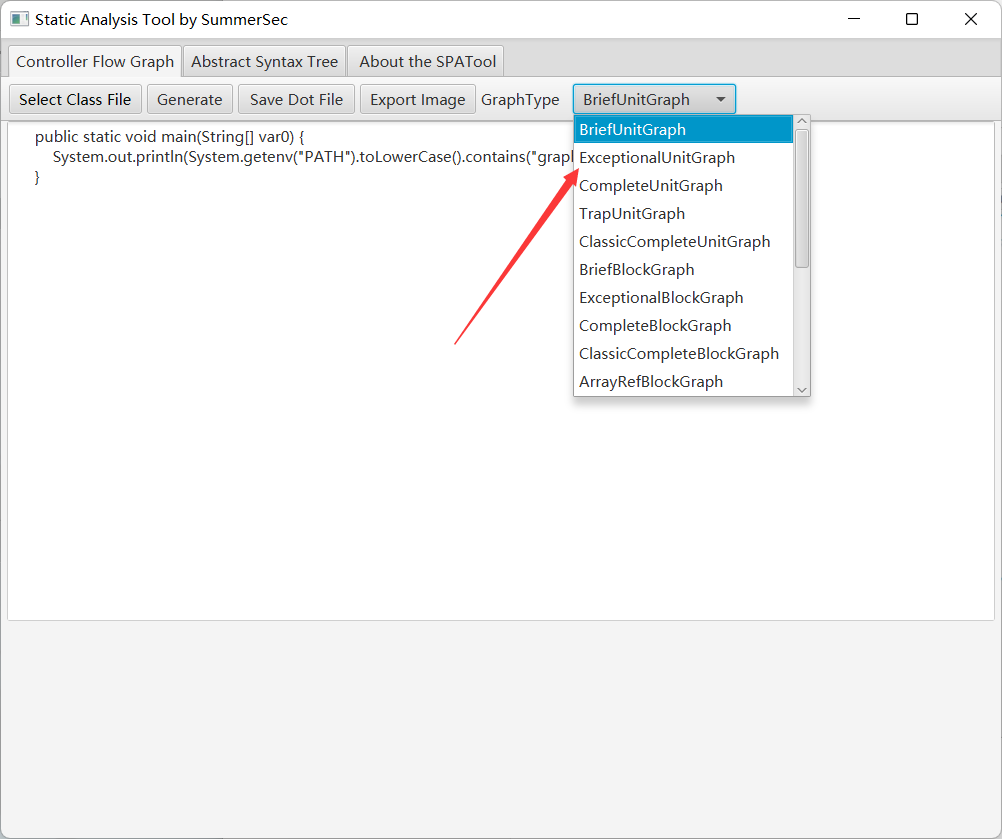 Static Analysis Tool by SummerSec
Controller Flow Graph Abstract Syntax Tree About the SPATool
Select Class File Generate Save Dot File Export Image GraphType BriefUnitGraph
public static void main(String[] var0) {
System.out.println(System.getenv("PATH").toLowerCase().contains("grap
}
BriefUnitGraph
ExceptionalUnitGraph
CompleteUnitGraph
TrapUnitGraph
ClassicCompleteUnitGraph
BriefBlockGraph
ExceptionalBlockGraph
CompleteBlockGraph
ClassicCompleteBlockGraph
ArrayRefBlockGraph